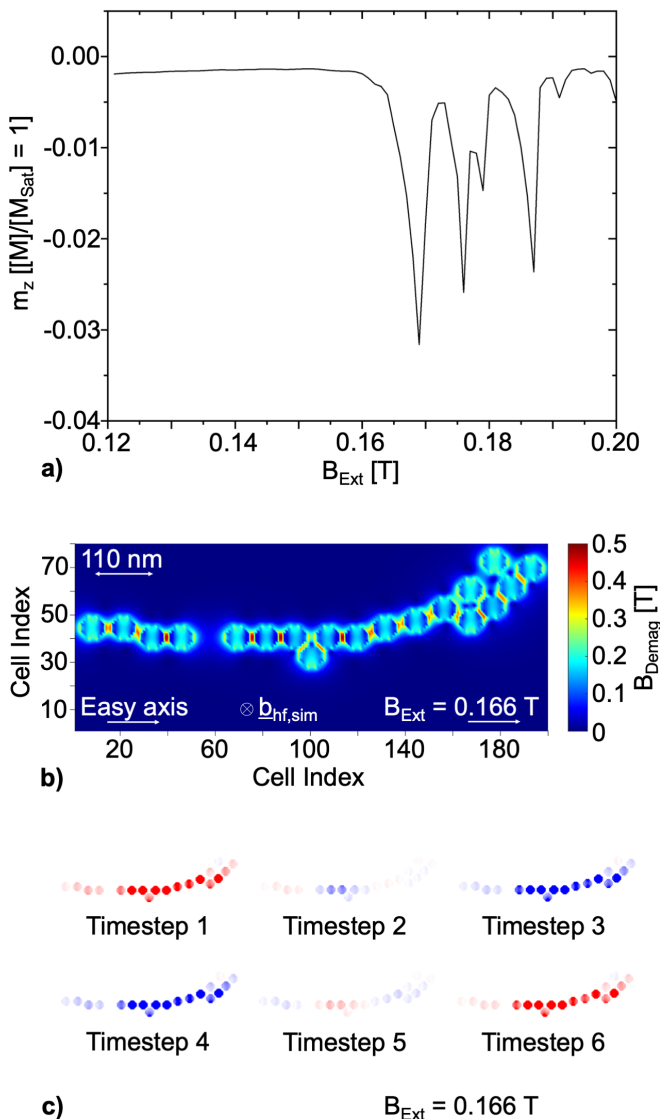 0.00
-0.01
-0.02
-0.03
-0.04
m_z [[M]/[M_Sat] = 1]
0.12 0.14 0.16 0.18 0.20
B_Ext [T]
a)
110 nm
70
50
30
10
Cell Index
Easy axis
⊗ b_hf,sim
B_Ext = 0.166 T
20 60 100 140 180
Cell Index
0.5
0.4
0.3
0.2
0.1
0
B_Demag [T]
b)
Timestep 1 Timestep 2 Timestep 3
Timestep 4 Timestep 5 Timestep 6
c)
B_Ext = 0.166 T